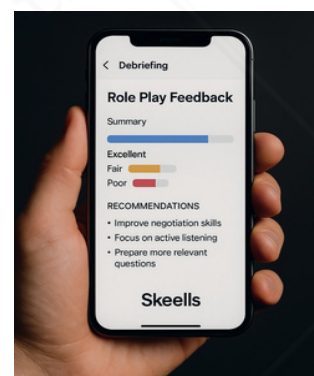 < Debriefing
Role Play Feedback
Summary
Excellent
Fair
Poor
RECOMMENDATIONS
• Improve negotiation skills
• Focus on active listening
• Prepare more relevant
questions
Skeells